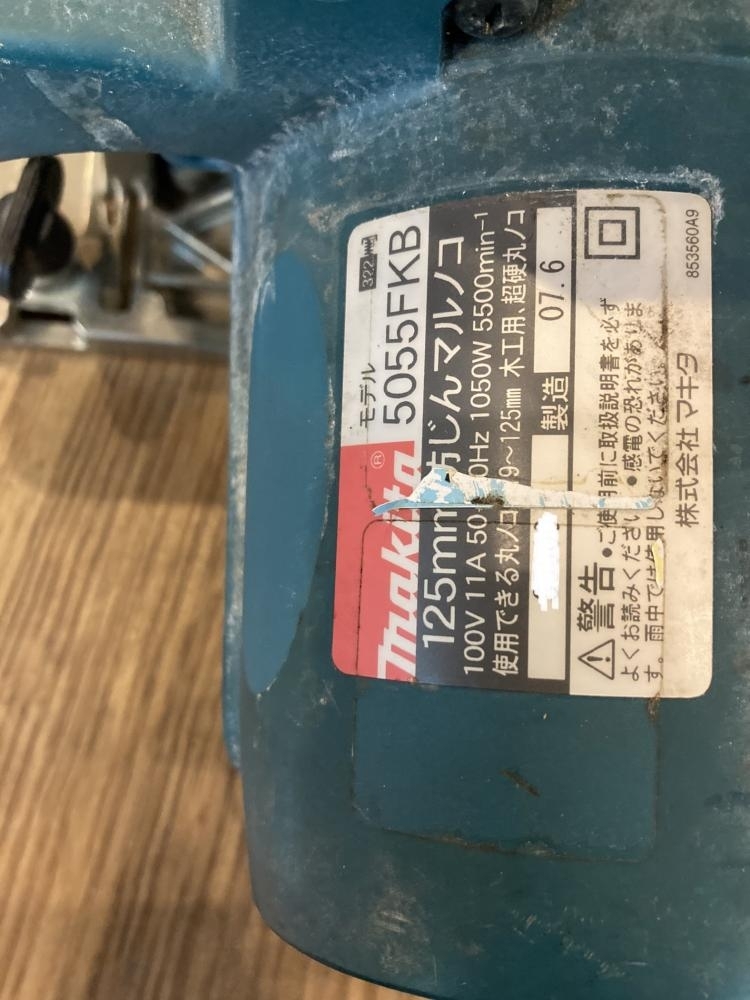 makita®
モデル 322
5055FKB
125mm防じんマルノコ
100V 11A 50 0Hz 1050W 5500min⁻¹
使用できる丸ノコ 9～125mm 木工用、超硬丸ノコ
製造 07.6
警告 •ご使用前に取扱説明書を必ず
よくお読みください。•感電の恐れがありま
す。雨中では使用しないでください。
株式会社マキタ
853560A9